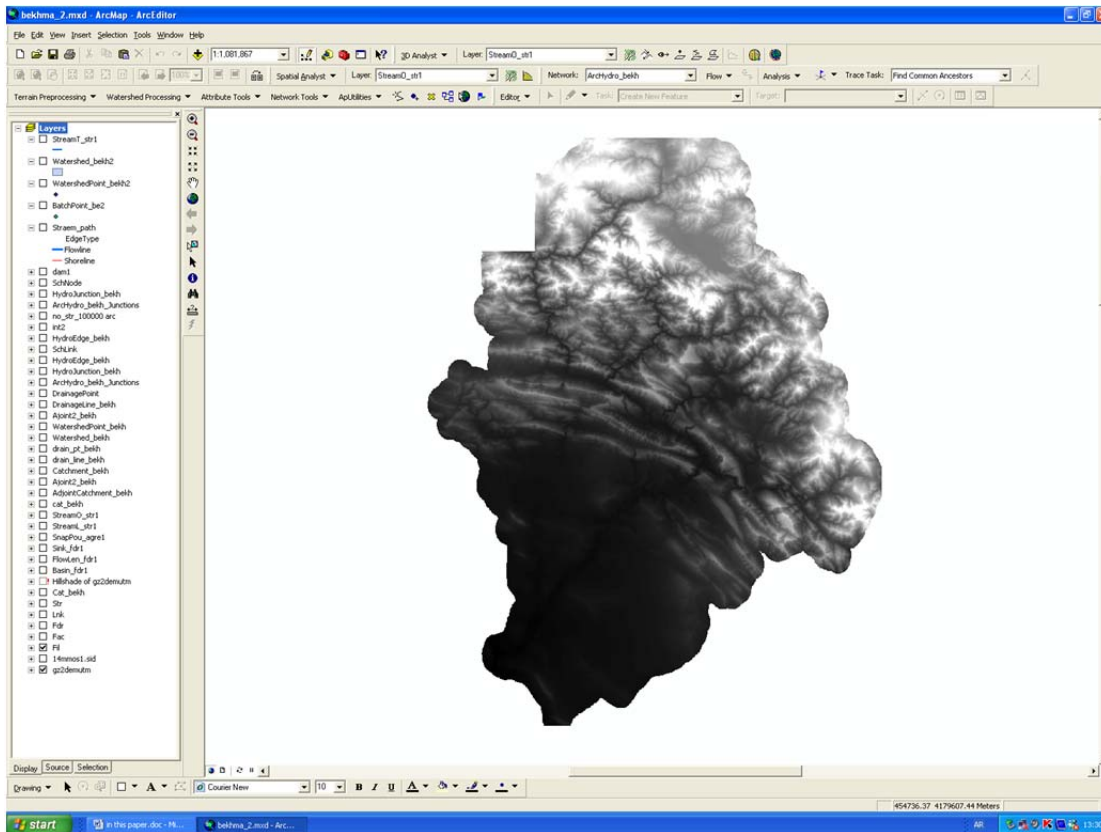 bekhma_2.mxd - ArcMap - ArcEditor
File Edit View Insert Selection Tools Window Help
1:1,081,867 3D Analyst Layer: StreamO_str1
100% Spatial Analyst Layer: StreamO_str1 Network: ArcHydro_bekh Flow Analysis Trace Task: Find Common Ancestors
Terrain Preprocessing Watershed Processing Attribute Tools Network Tools ApUtilities Editor Task: Create New Feature Target:
Layers
StreamT_str1
Watershed_bekh2
WatershedPoint_bekh2
BatchPoint_be2
Straem_path
EdgeType
Flowline
Shoreline
dam1
SchNode
HydroJunction_bekh
ArcHydro_bekh_Junctions
no_str_100000 arc
int2
HydroEdge_bekh
SchLink
HydroEdge_bekh
HydroJunction_bekh
ArcHydro_bekh_Junctions
DrainagePoint
DrainageLine_bekh
Ajoint2_bekh
WatershedPoint_bekh
Watershed_bekh
drain_pt_bekh
drain_line_bekh
Catchment_bekh
Ajoint2_bekh
AdjointCatchment_bekh
cat_bekh
StreamO_str1
StreamL_str1
SnapPou_agre1
Sink_fdr1
FlowLen_fdr1
Basin_fdr1
Hillshade of gz2demutm
Cat_bekh
Str
Lnk
Fdr
Fac
Fil
14mmos1.sid
gz2demutm
Display Source Selection
Drawing A Courier New 10 B I U A
454736.37 4179607.44 Meters
start in this paper.doc - Mi... bekhma_2.mxd - Arc... AR 13:30